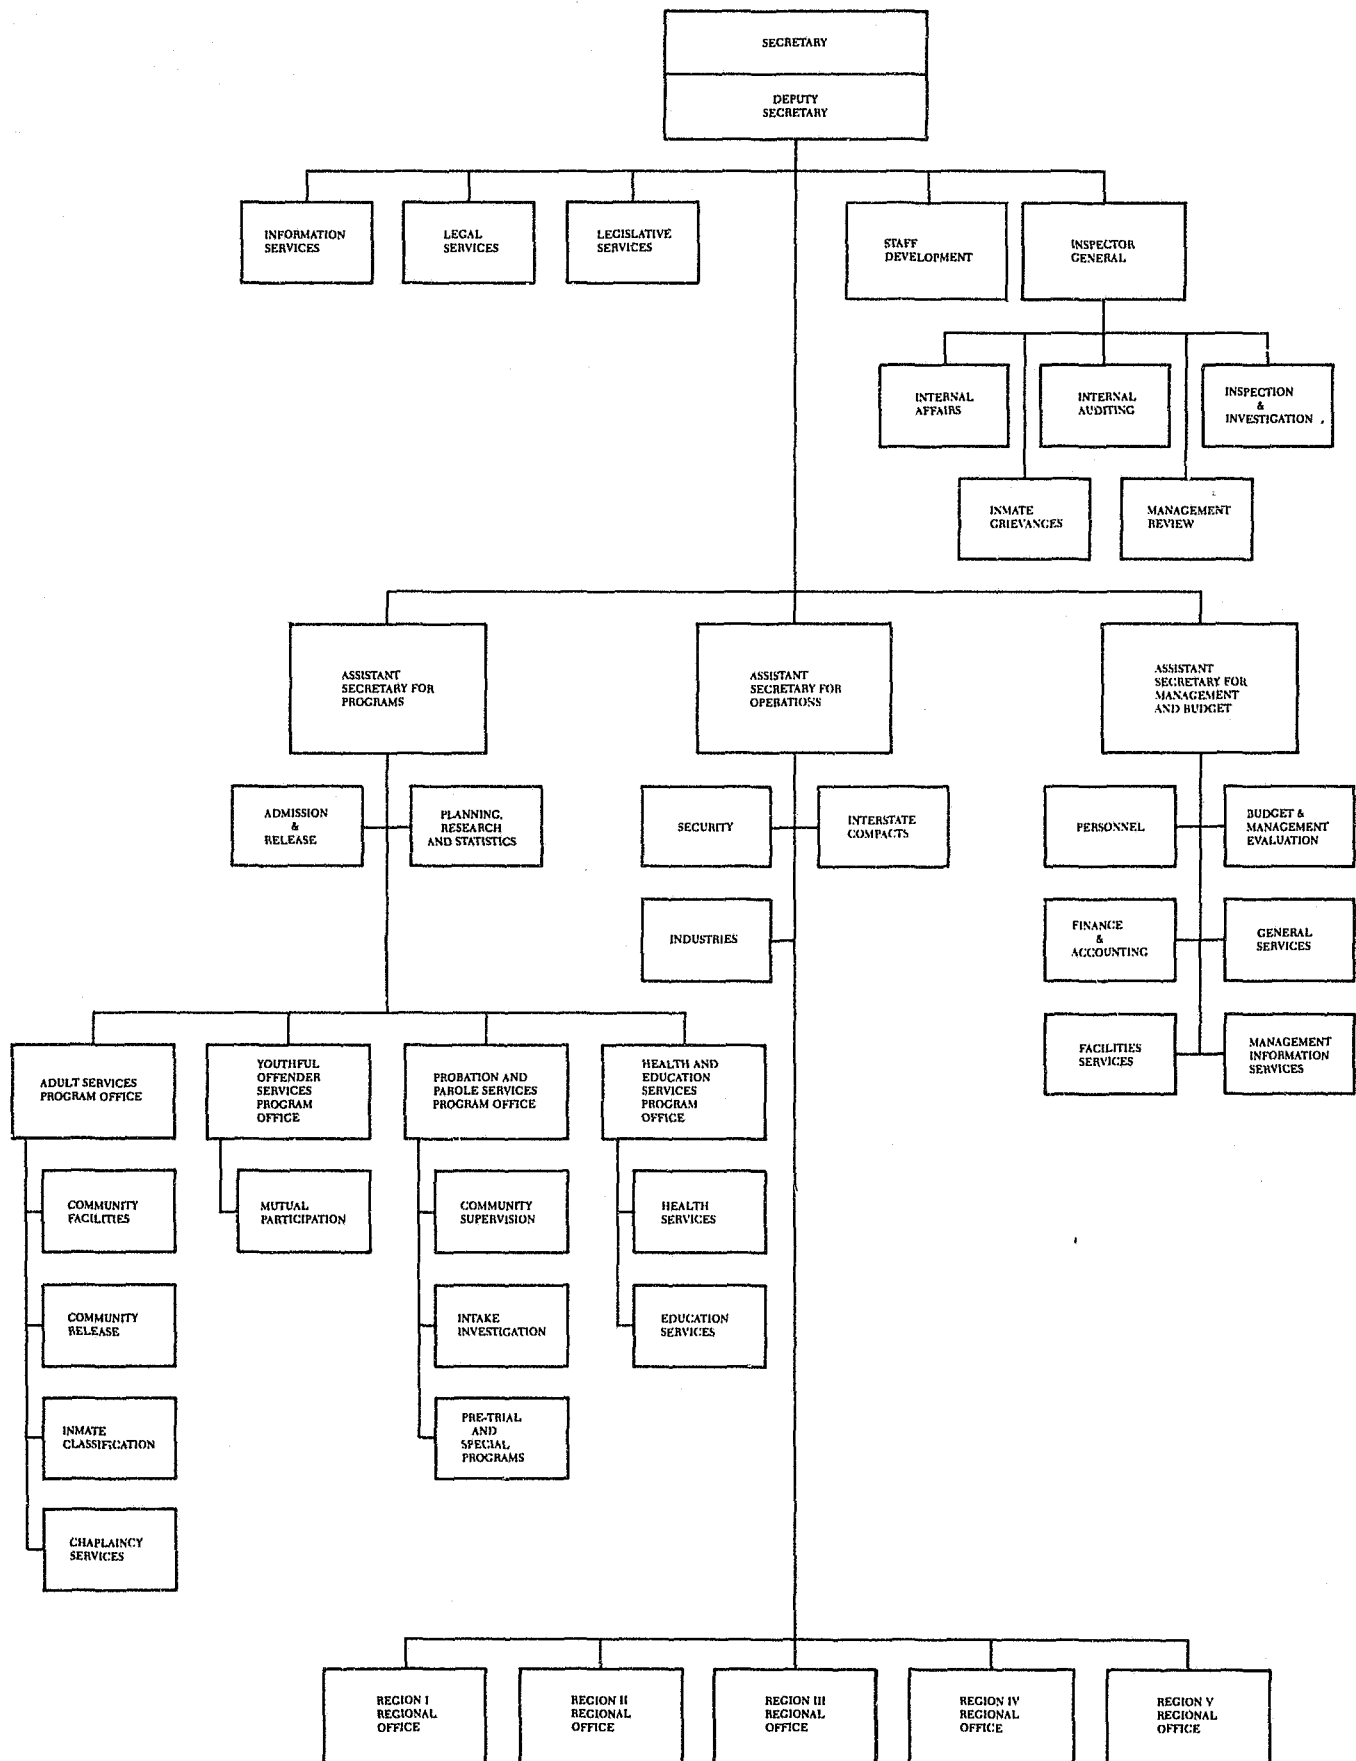 SECRETARY
DEPUTY
SECRETARY
INFORMATION
SERVICES
LEGAL
SERVICES
LEGISLATIVE
SERVICES
STAFF
DEVELOPMENT
INSPECTOR
GENERAL
INTERNAL
AFFAIRS
INTERNAL
AUDITING
INSPECTION
&
INVESTIGATION
INMATE
GRIEVANCES
MANAGEMENT
REVIEW
ASSISTANT
SECRETARY FOR
PROGRAMS
ASSISTANT
SECRETARY FOR
OPERATIONS
ASSISTANT
SECRETARY FOR
MANAGEMENT
AND BUDGET
ADMISSION
&
RELEASE
PLANNING,
RESEARCH
AND STATISTICS
SECURITY
INTERSTATE
COMPACTS
PERSONNEL
BUDGET &
MANAGEMENT
EVALUATION
INDUSTRIES
FINANCE
&
ACCOUNTING
GENERAL
SERVICES
FACILITIES
SERVICES
MANAGEMENT
INFORMATION
SERVICES
ADULT SERVICES
PROGRAM OFFICE
YOUTHFUL
OFFENDER
SERVICES
PROGRAM
OFFICE
PROBATION AND
PAROLE SERVICES
PROGRAM OFFICE
HEALTH AND
EDUCATION
SERVICES
PROGRAM
OFFICE
COMMUNITY
FACILITIES
MUTUAL
PARTICIPATION
COMMUNITY
SUPERVISION
HEALTH
SERVICES
COMMUNITY
RELEASE
INTAKE
INVESTIGATION
EDUCATION
SERVICES
INMATE
CLASSIFICATION
PRE-TRIAL
AND
SPECIAL
PROGRAMS
CHAPLAINCY
SERVICES
REGION I
REGIONAL
OFFICE
REGION II
REGIONAL
OFFICE
REGION III
REGIONAL
OFFICE
REGION IV
REGIONAL
OFFICE
REGION V
REGIONAL
OFFICE